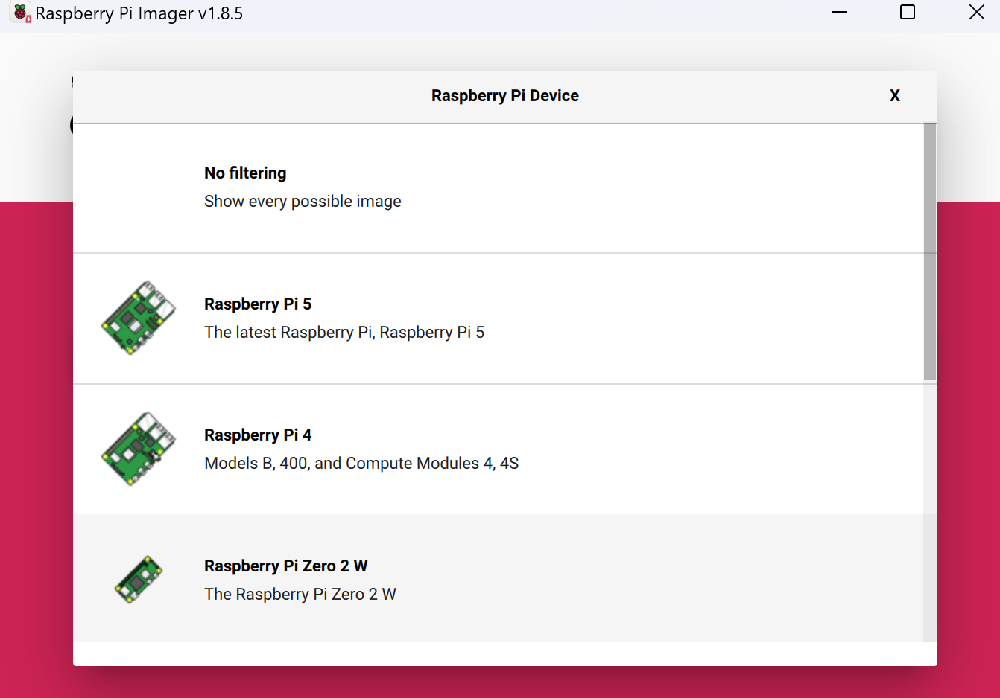 Raspberry Pi Imager v1.8.5
Raspberry Pi Device
X
No filtering
Show every possible image
Raspberry Pi 5
The latest Raspberry Pi, Raspberry Pi 5
Raspberry Pi 4
Models B, 400, and Compute Modules 4, 4S
Raspberry Pi Zero 2 W
The Raspberry Pi Zero 2 W